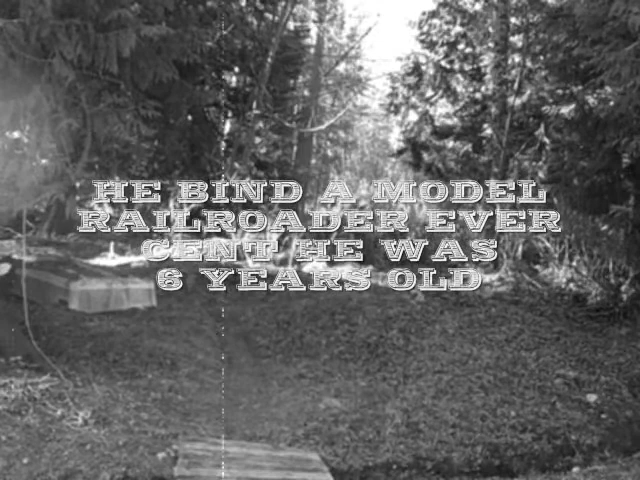 HE BIND A MODEL
RAILROADER EVER
CENT HE WAS
6 YEARS OLD